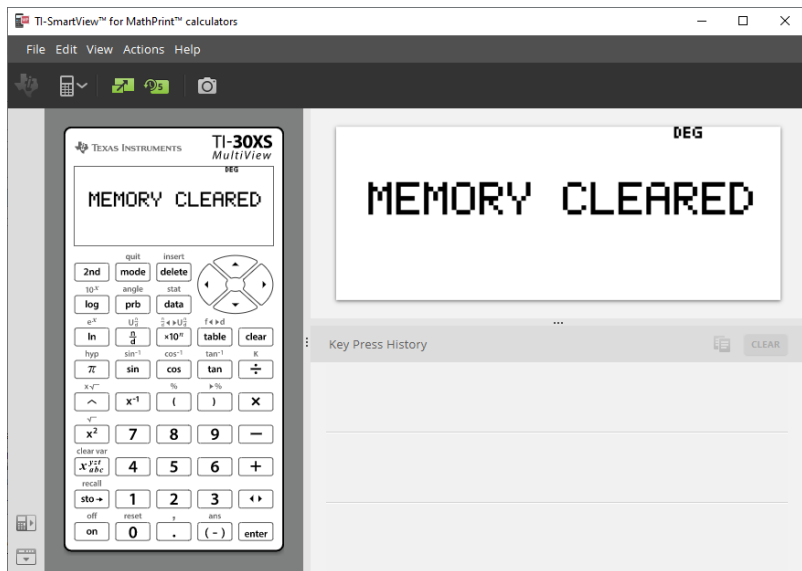 TI-SmartView™ for MathPrint™ calculators
File Edit View Actions Help
TEXAS INSTRUMENTS TI-30XS
MultiView
DEG
MEMORY CLEARED
quit insert
2nd mode delete
10ˣ angle stat
log prb data
eˣ U n/d n/d ◂▸ U n/d f◂▸d
ln n/d ×10ⁿ table clear
hyp sin⁻¹ cos⁻¹ tan⁻¹ K
π sin cos tan ÷
ˣ√ % ▸%
^ x⁻¹ ( ) ×
√
x² 7 8 9 −
clear var
x yzt abc 4 5 6 +
recall
sto→ 1 2 3 ◂▸
off reset , ans
on 0 . (-) enter
DEG
MEMORY CLEARED
Key Press History CLEAR